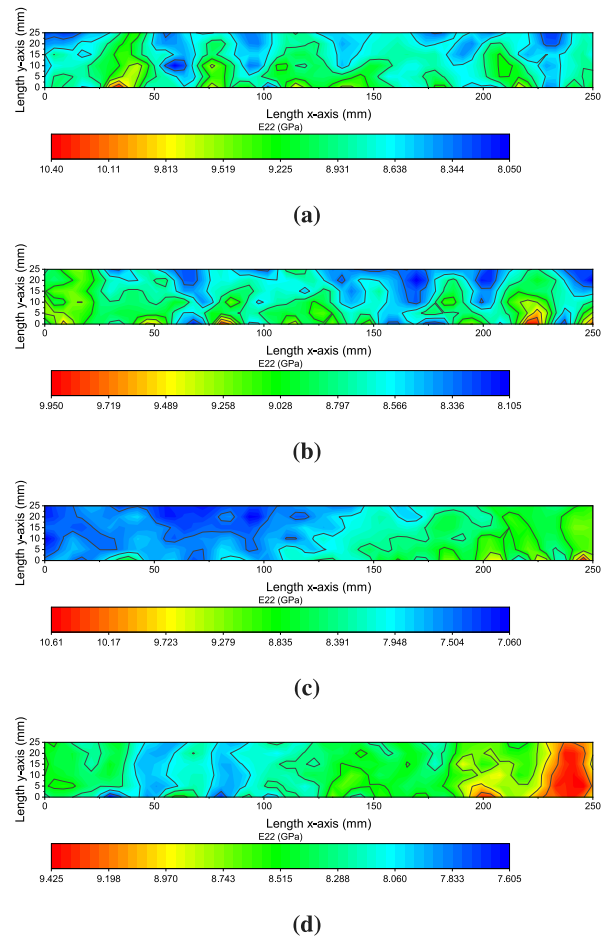 Length y-axis (mm)
25
20
15
10
5
0
0 50 100 150 200 250
Length x-axis (mm)
E22 (GPa)
10.40 10.11 9.813 9.519 9.225 8.931 8.638 8.344 8.050
(a)
Length y-axis (mm)
25
20
15
10
5
0
0 50 100 150 200 250
Length x-axis (mm)
E22 (GPa)
9.950 9.719 9.489 9.258 9.028 8.797 8.566 8.336 8.105
(b)
Length y-axis (mm)
25
20
15
10
5
0
0 50 100 150 200 250
Length x-axis (mm)
E22 (GPa)
10.61 10.17 9.723 9.279 8.835 8.391 7.948 7.504 7.060
(c)
Length y-axis (mm)
25
20
15
10
5
0
0 50 100 150 200 250
Length x-axis (mm)
E22 (GPa)
9.425 9.198 8.970 8.743 8.515 8.288 8.060 7.833 7.605
(d)